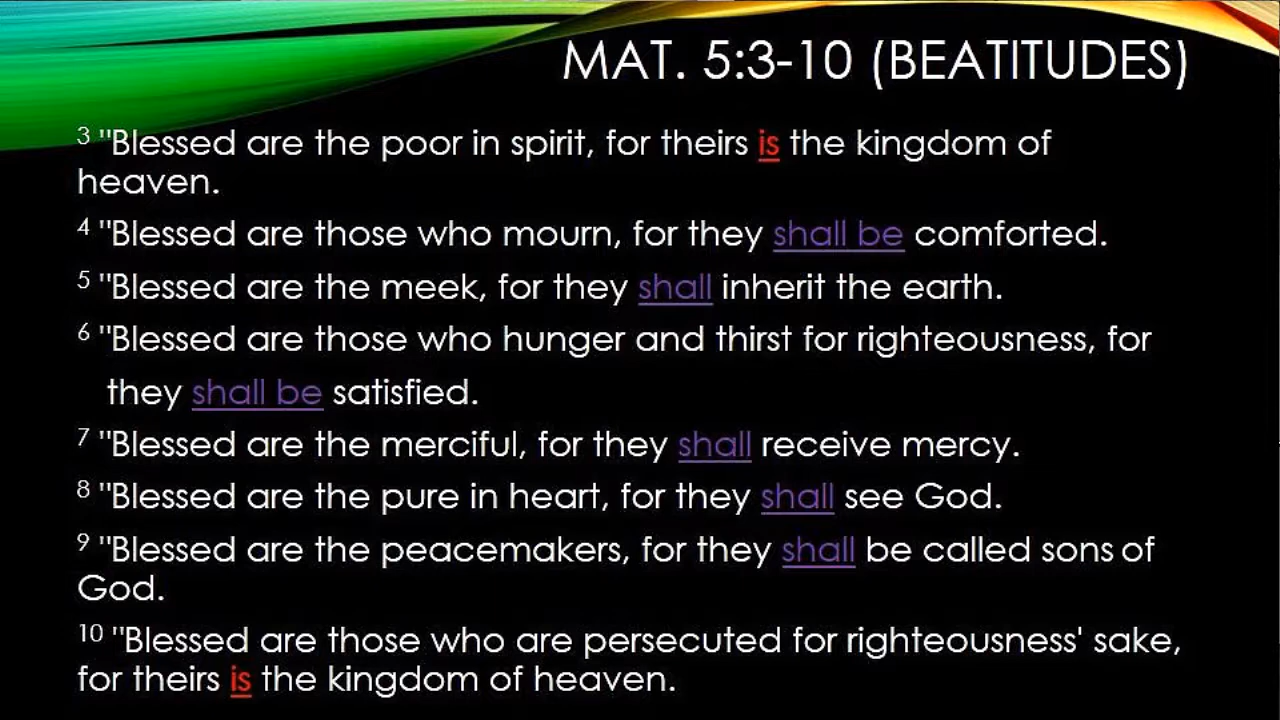 MAT. 5:3-10 (BEATITUDES)
3 "Blessed are the poor in spirit, for theirs is the kingdom of
heaven.
4 "Blessed are those who mourn, for they shall be comforted.
5 "Blessed are the meek, for they shall inherit the earth.
6 "Blessed are those who hunger and thirst for righteousness, for
they shall be satisfied.
7 "Blessed are the merciful, for they shall receive mercy.
8 "Blessed are the pure in heart, for they shall see God.
9 "Blessed are the peacemakers, for they shall be called sons of
God.
10 "Blessed are those who are persecuted for righteousness' sake,
for theirs is the kingdom of heaven.